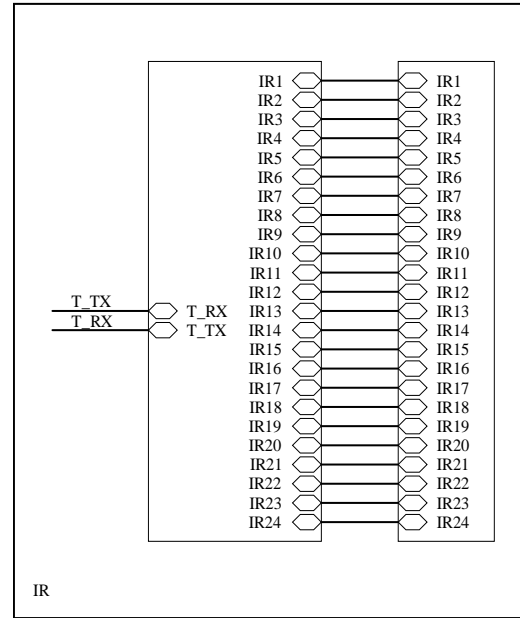 IR1 IR1
IR2 IR2
IR3 IR3
IR4 IR4
IR5 IR5
IR6 IR6
IR7 IR7
IR8 IR8
IR9 IR9
IR10 IR10
IR11 IR11
IR12 IR12
T_TX T_RX IR13 IR13
T_RX T_TX IR14 IR14
IR15 IR15
IR16 IR16
IR17 IR17
IR18 IR18
IR19 IR19
IR20 IR20
IR21 IR21
IR22 IR22
IR23 IR23
IR24 IR24
IR